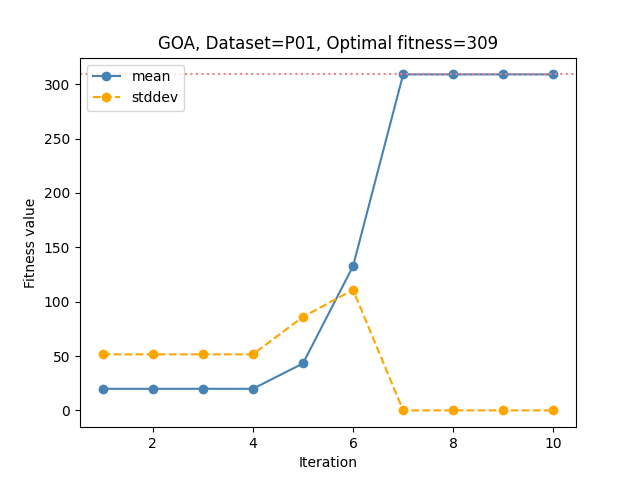 GOA, Dataset=P01, Optimal fitness=309
mean
stddev
Fitness value
300
250
200
150
100
50
0
2 4 6 8 10
Iteration